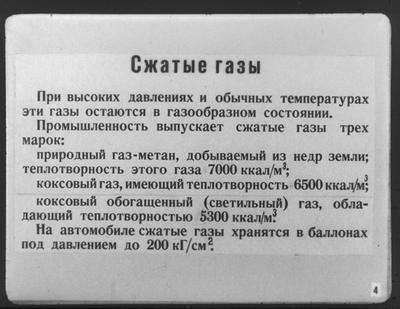 Сжатые газы
При высоких давлениях и обычных температурах
эти газы остаются в газообразном состоянии.
Промышленность выпускает сжатые газы трех
марок:
природный газ-метан, добываемый из недр земли;
теплотворность этого газа 7000 ккал/м³;
коксовый газ, имеющий теплотворность 6500 ккал/м³;
коксовый обогащенный (светильный) газ, обла-
дающий теплотворностью 5300 ккал/м³.
На автомобиле сжатые газы хранятся в баллонах
под давлением до 200 кГ/см².
4